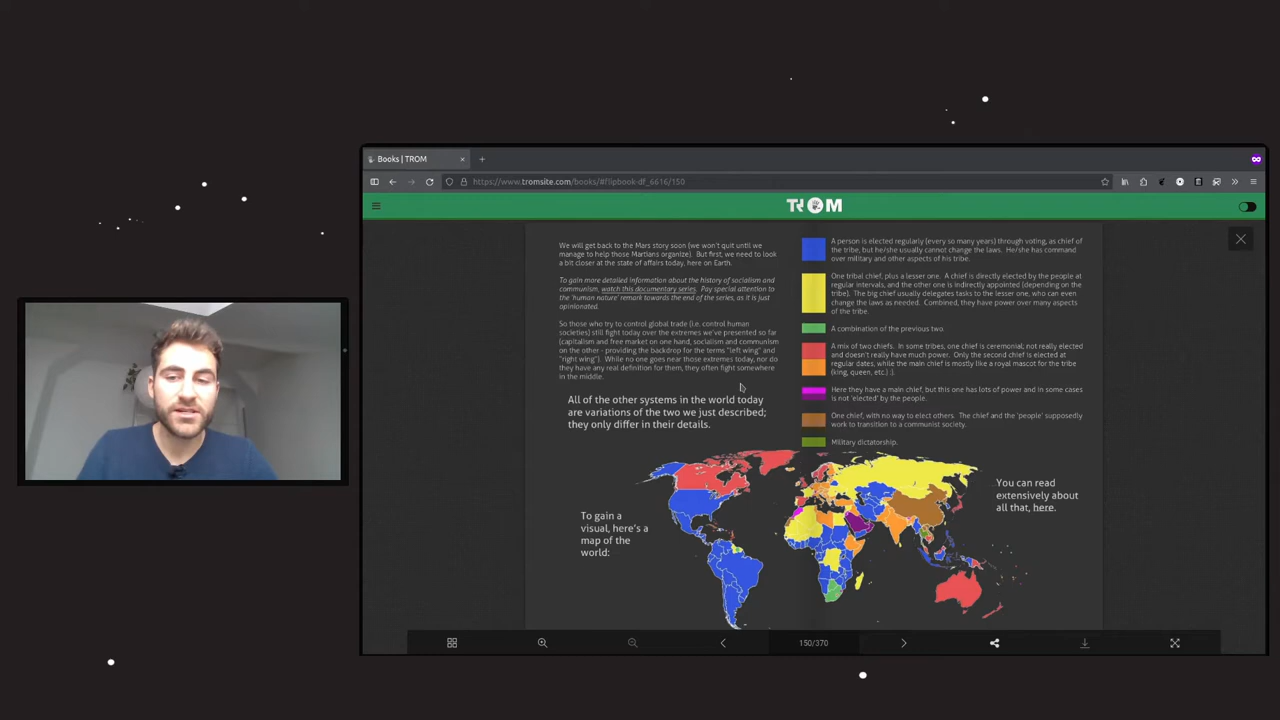 Books | TROM
https://www.tromsite.com/books/#flipbook-df_6616/150
TROM
We will get back to the Mars story soon (we won't quit until we
manage to help those Martians organize). But first, we need to look
a bit closer at the state of affairs today, here on Earth.
To gain more detailed information about the history of socialism and
communism, watch this documentary series. Pay special attention to
the 'human nature' remark towards the end of the series, as it is just
opinionated.
So those who try to control global trade (i.e. control human
societies) still fight today over the extremes we've presented so far
(capitalism and free market on one hand, socialism and communism
on the other - providing the backdrop for the terms "left wing" and
"right wing"). While no one goes near those extremes today, nor do
they have any real definition for them, they often fight somewhere
in the middle.
All of the other systems in the world today
are variations of the two we just described;
they only differ in their details.
To gain a
visual, here's a
map of the
world:
A person is elected regularly (every so many years) through voting, as chief of
the tribe, but he/she usually cannot change the laws. He/she has command
over military and other aspects of his tribe.
One tribal chief, plus a lesser one. A chief is directly elected by the people at
regular intervals, and the other one is indirectly appointed (depending on the
tribe). The big chief usually delegates tasks to the lesser one, who can even
change the laws as needed. Combined, they have power over many aspects
of the tribe.
A combination of the previous two.
A mix of two chiefs. In some tribes, one chief is ceremonial; not really elected
and doesn't really have much power. Only the second chief is elected at
regular dates, while the main chief is mostly like a royal mascot for the tribe
(king, queen, etc.) .).
Here they have a main chief, but this one has lots of power and in some cases
is not 'elected' by the people.
One chief, with no way to elect others. The chief and the 'people' supposedly
work to transition to a communist society.
Military dictatorship.
You can read
extensively about
all that, here.
150/370